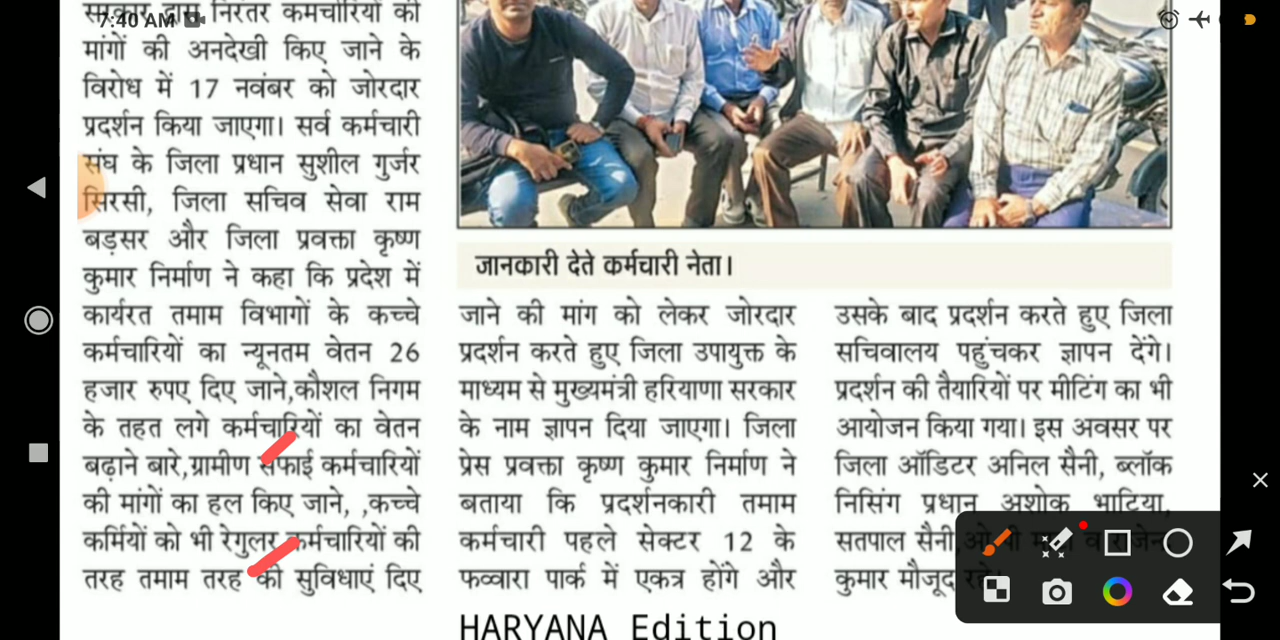 7:40 AM
सरकार द्वारा निरंतर कर्मचारियों की
मांगों की अनदेखी किए जाने के
विरोध में 17 नवंबर को जोरदार
प्रदर्शन किया जाएगा। सर्व कर्मचारी
संघ के जिला प्रधान सुशील गुर्जर
सिरसी, जिला सचिव सेवा राम
बड़सर और जिला प्रवक्ता कृष्ण
कुमार निर्माण ने कहा कि प्रदेश में
कार्यरत तमाम विभागों के कच्चे
कर्मचारियों का न्यूनतम वेतन 26
हजार रुपए दिए जाने,कौशल निगम
के तहत लगे कर्मचारियों का वेतन
बढ़ाने बारे,ग्रामीण सफाई कर्मचारियों
की मांगों का हल किए जाने, ,कच्चे
कर्मियों को भी रेगुलर कर्मचारियों की
तरह तमाम तरह की सुविधाएं दिए
जानकारी देते कर्मचारी नेता।
जाने की मांग को लेकर जोरदार
प्रदर्शन करते हुए जिला उपायुक्त के
माध्यम से मुख्यमंत्री हरियाणा सरकार
के नाम ज्ञापन दिया जाएगा। जिला
प्रेस प्रवक्ता कृष्ण कुमार निर्माण ने
बताया कि प्रदर्शनकारी तमाम
कर्मचारी पहले सेक्टर 12 के
फव्वारा पार्क में एकत्र होंगे और
उसके बाद प्रदर्शन करते हुए जिला
सचिवालय पहुंचकर ज्ञापन देंगे।
प्रदर्शन की तैयारियों पर मीटिंग का भी
आयोजन किया गया। इस अवसर पर
जिला ऑडिटर अनिल सैनी, ब्लॉक
निसिंग प्रधान अशोक भाटिया,
सतपाल सैनी,
कुमार मौजूद रहे।
HARYANA Edition